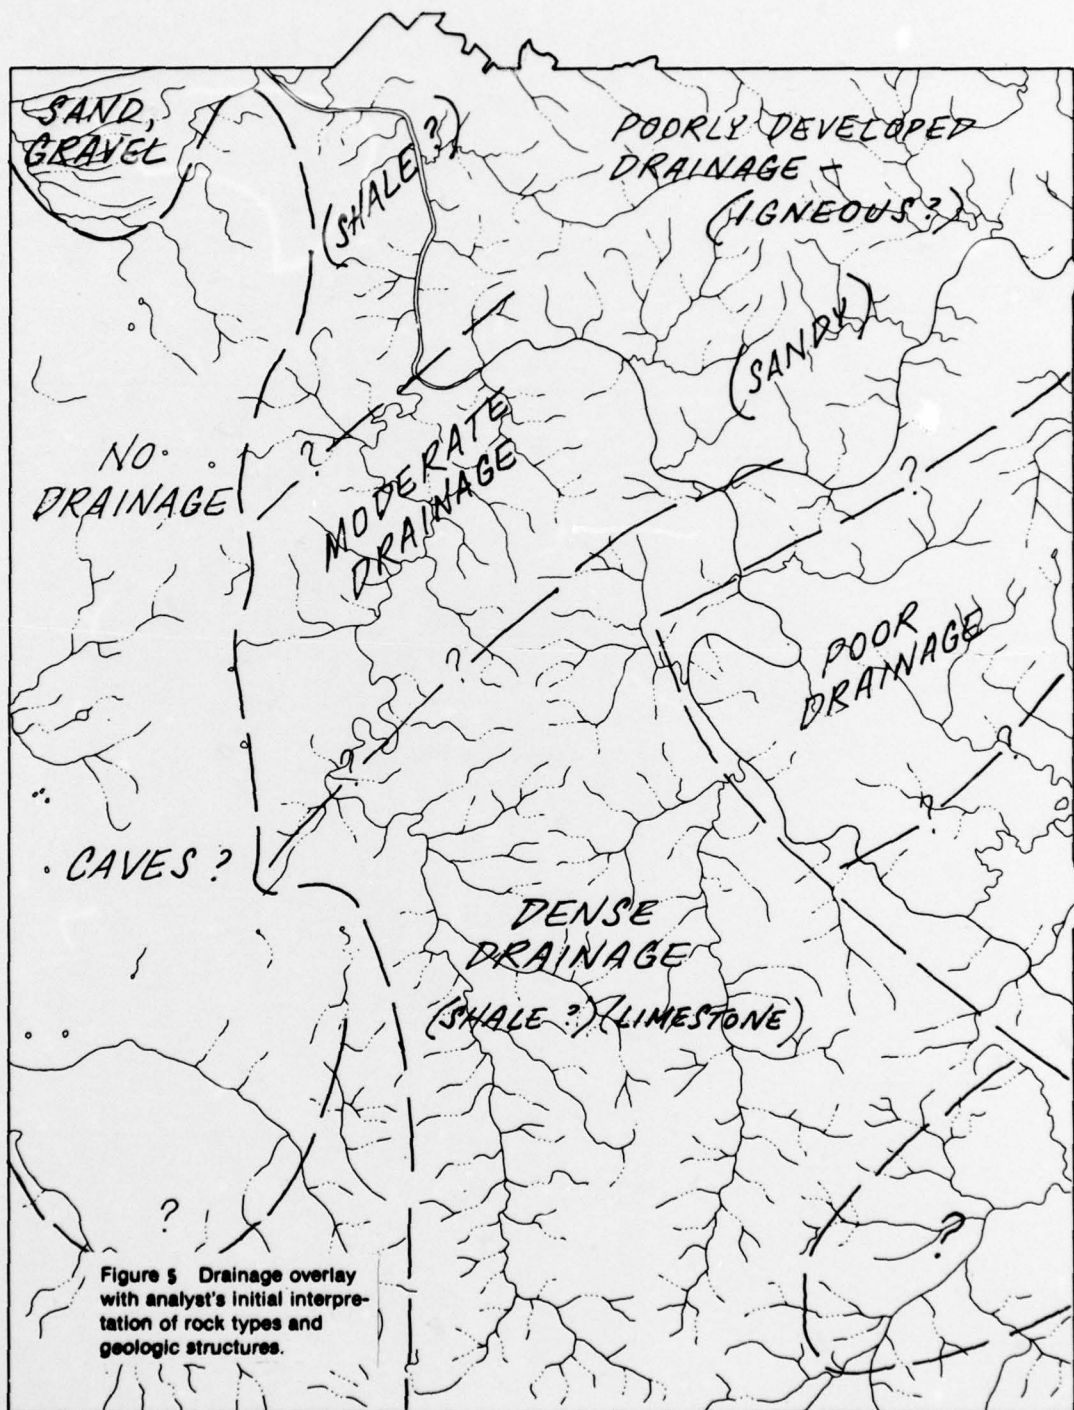 SAND,
GRAVEL
(SHALE ?)
POORLY DEVELOPED
DRAINAGE -
(IGNEOUS?)
(SANDY)
NO
DRAINAGE
?
MODERATE
DRAINAGE
?
?
?
POOR
DRAINAGE
?
?
CAVES ?
DENSE
DRAINAGE
(SHALE ?)(LIMESTONE)
?
?
Figure 5 Drainage overlay
with analyst's initial interpre-
tation of rock types and
geologic structures.